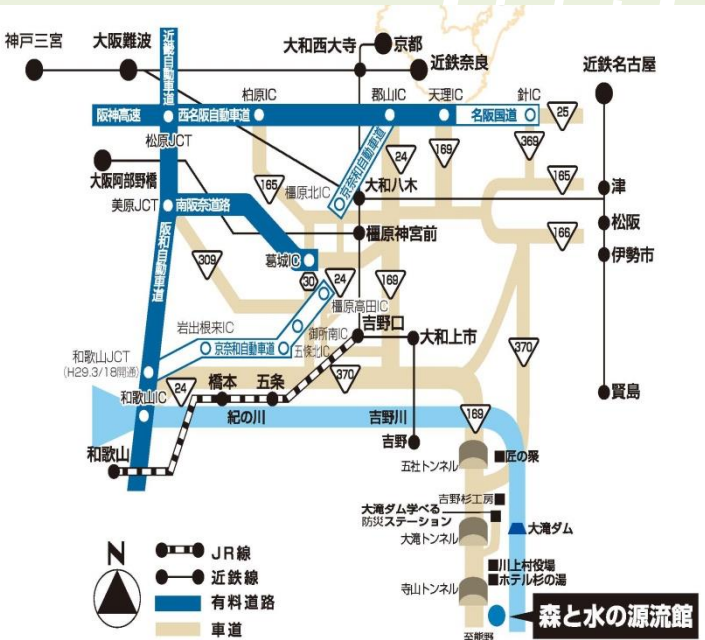 神戸三宮
大阪難波
近畿自動車道
大和西大寺
京都
近鉄奈良
近鉄名古屋
柏原IC
郡山IC
天理IC
針IC
阪神高速
西名阪自動車道
名阪国道
25
松原JCT
大阪阿部野橋
165
橿原北IC
京奈和自動車道
24
169
369
大和八木
165
津
美原JCT
南阪奈道路
橿原神宮前
166
松阪
伊勢市
阪和自動車道
309
葛城IC
30
24
168
橿原高田IC
岩出根来IC
御所南IC
吉野口
大和上市
京奈和自動車道
五條北IC
370
和歌山JCT
(H29.3/18開通)
24
橋本
五条
370
賢島
和歌山IC
紀の川
吉野川
169
吉野
和歌山
五社トンネル
■匠の聚
吉野杉工房■
大滝ダム学べる
防災ステーション
大滝ダム
大滝トンネル
■川上村役場
■ホテル杉の湯
寺山トンネル
至熊野
森と水の源流館
N
JR線
近鉄線
有料道路
車道